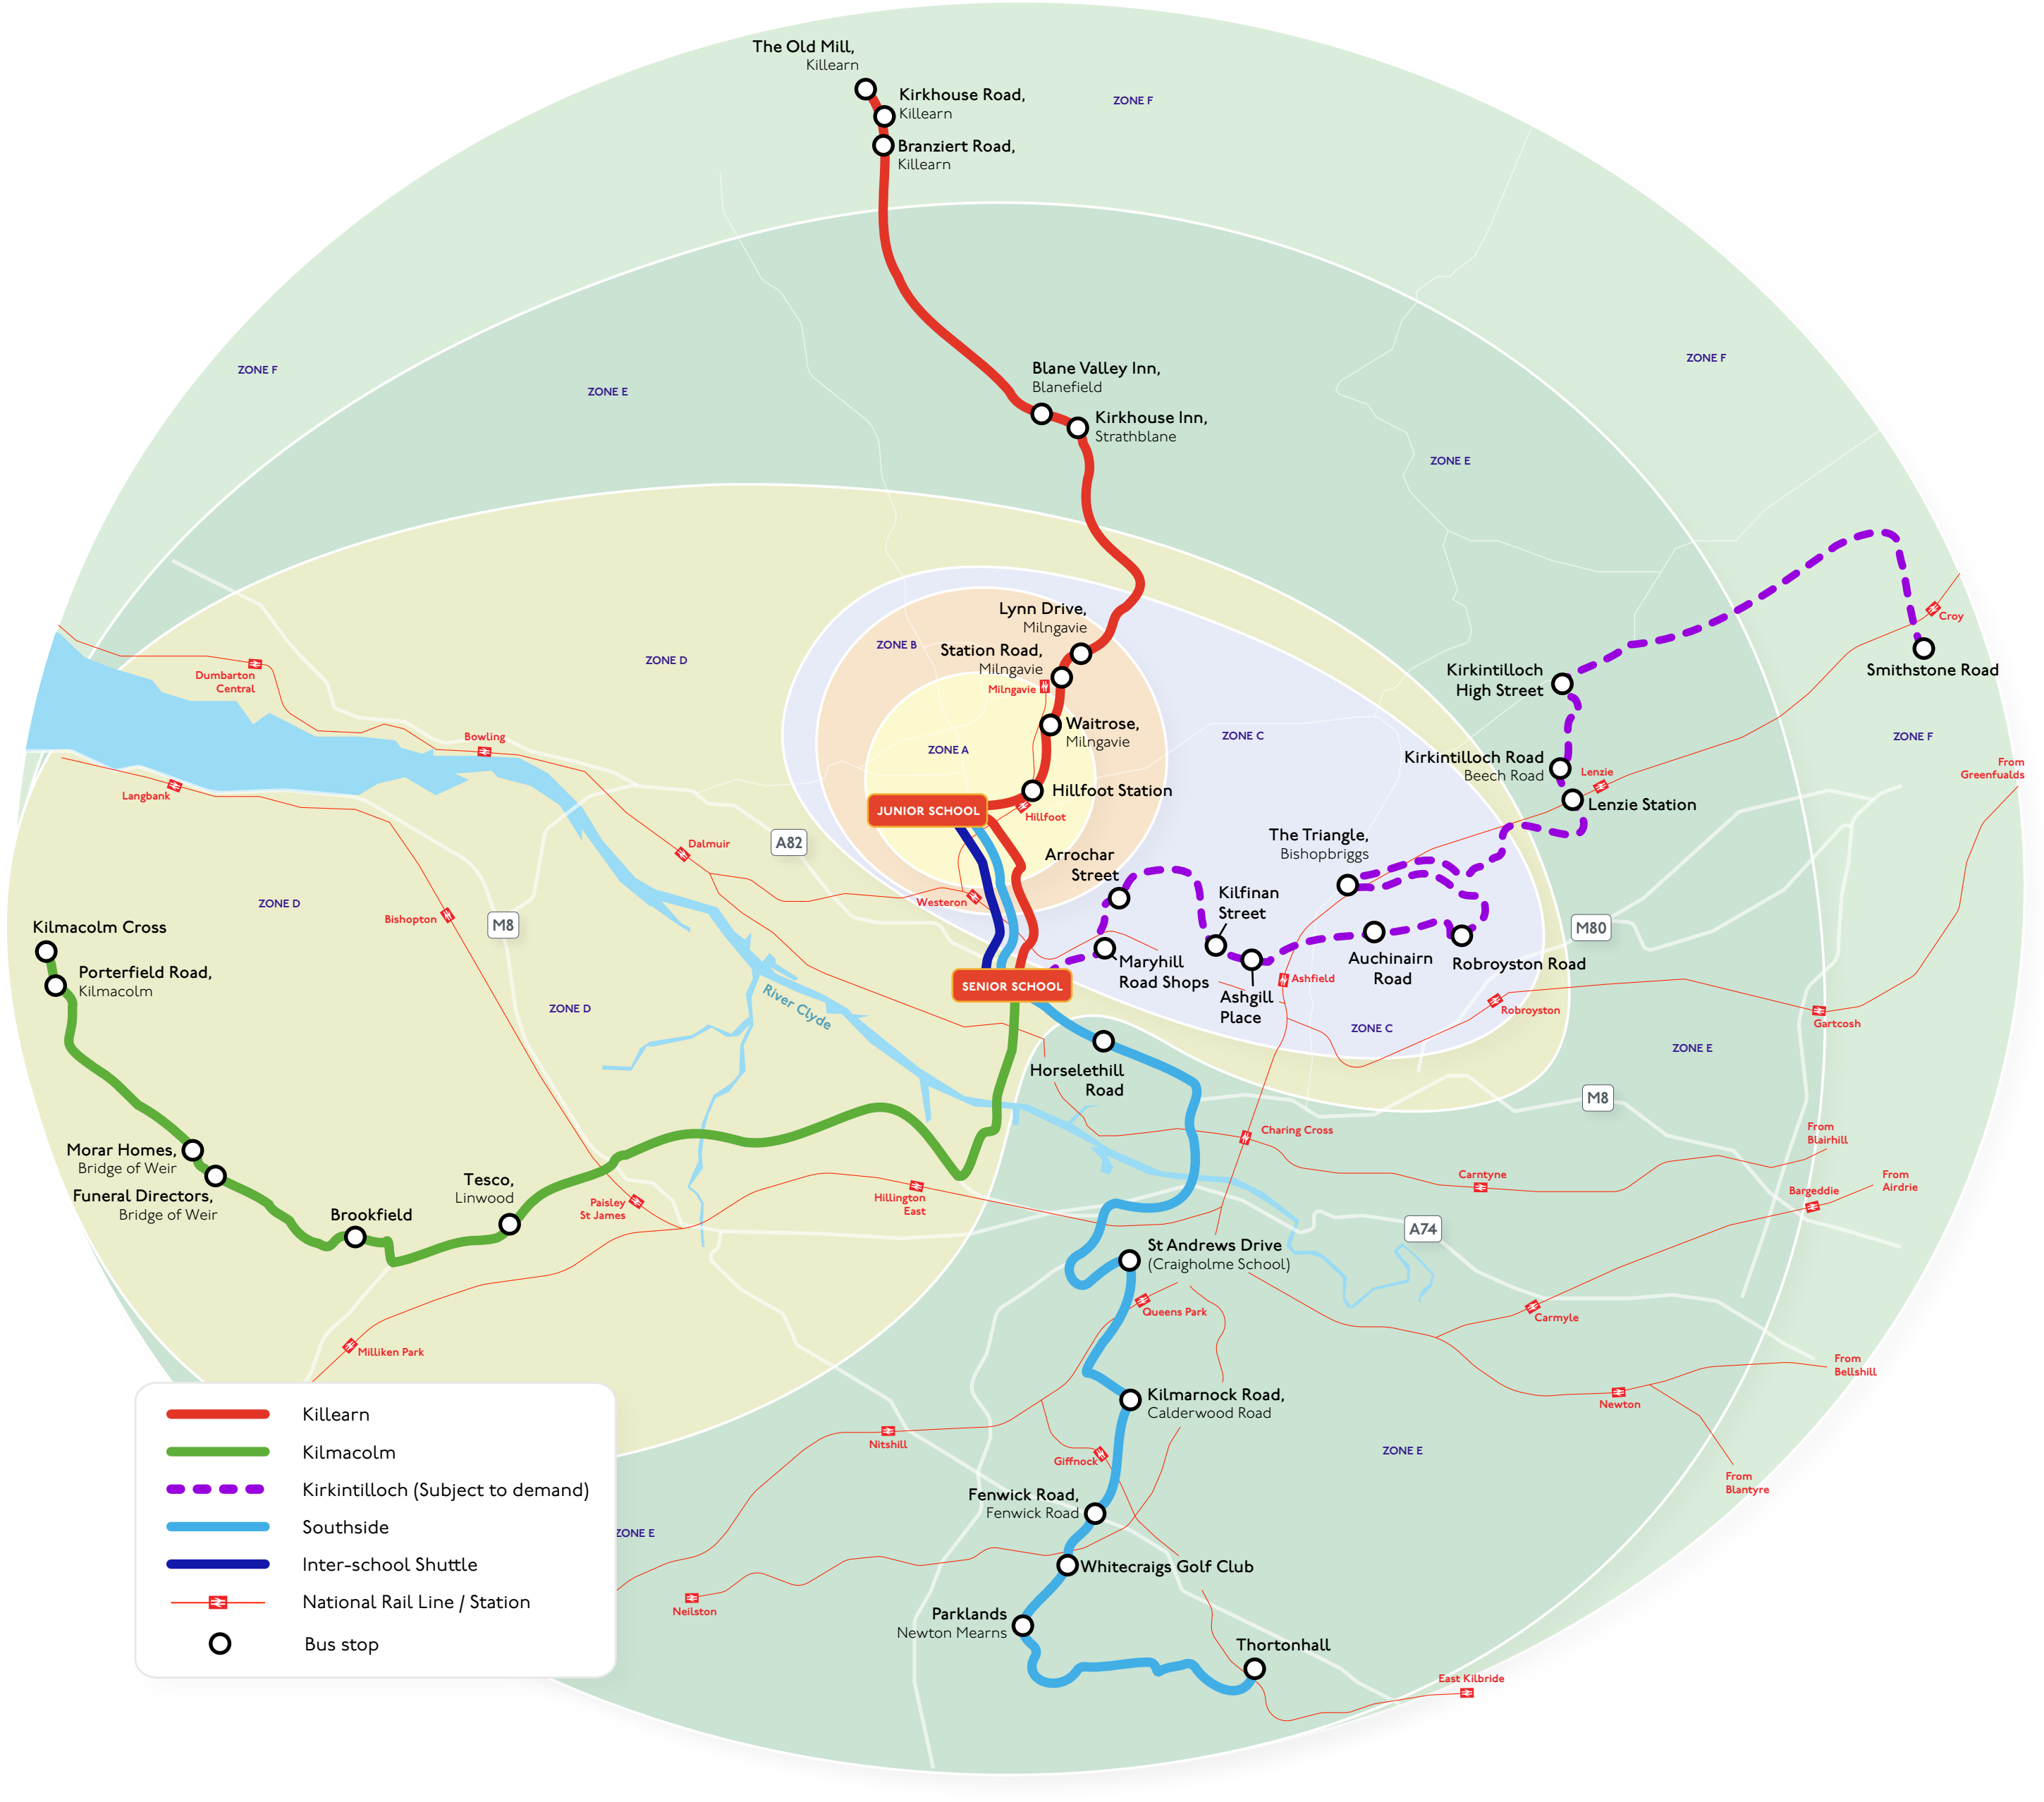 The Old Mill,
Killearn
Kirkhouse Road,
Killearn
Branziert Road,
Killearn
ZONE F
ZONE F
ZONE E
ZONE F
ZONE E
Blane Valley Inn,
Blanefield
Kirkhouse Inn,
Strathblane
Lynn Drive,
Milngavie
Station Road,
Milngavie
Milngavie
Waitrose,
Milngavie
Hillfoot Station
Hillfoot
ZONE B
ZONE A
ZONE D
ZONE C
JUNIOR SCHOOL
Kirkintilloch
High Street
Kirkintilloch Road
Beech Road
Lenzie
Lenzie Station
Croy
Smithstone Road
ZONE F
From
Greenfualds
Dumbarton
Central
Bowling
Langbank
Dalmuir
A82
Bishopton
M8
ZONE D
ZONE D
Westeron
Arrochar
Street
Kilfinan
Street
The Triangle,
Bishopbriggs
Maryhill
Road Shops
Ashgill
Place
Auchinairn
Road
Robroyston Road
M80
Ashfield
Robroyston
Gartcosh
ZONE C
ZONE E
SENIOR SCHOOL
River Clyde
Kilmacolm Cross
Porterfield Road,
Kilmacolm
Morar Homes,
Bridge of Weir
Funeral Directors,
Bridge of Weir
Brookfield
Tesco,
Linwood
Paisley
St James
Hillington
East
Horselethill
Road
M8
Charing Cross
Carntyne
From
Blairhill
From
Airdrie
Bargeddie
A74
St Andrews Drive
(Craigholme School)
Queens Park
Carmyle
From
Bellshill
Newton
From
Blantyre
Milliken Park
Kilmarnock Road,
Calderwood Road
Nitshill
Giffnock
ZONE E
Fenwick Road,
Fenwick Road
Whitecraigs Golf Club
ZONE E
Neilston
Parklands
Newton Mearns
Thortonhall
East Kilbride
Killearn
Kilmacolm
Kirkintilloch (Subject to demand)
Southside
Inter-school Shuttle
National Rail Line / Station
Bus stop